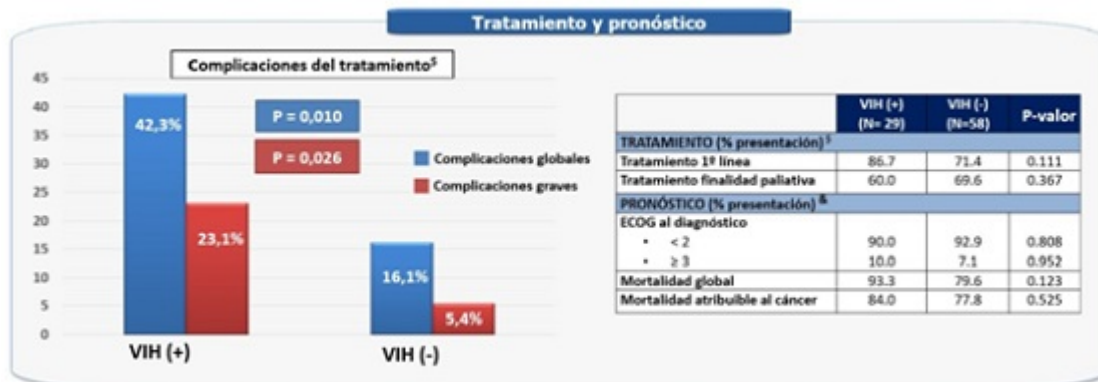 Tratamiento y pronóstico
Complicaciones del tratamiento$
45
40
35
30
25
20
15
10
5
0
42,3%
23,1%
16,1%
5,4%
P = 0,010
P = 0,026
Complicaciones globales
Complicaciones graves
VIH (+)
VIH (-)
VIH (+) VIH (-) P-valor
(N= 29) (N=58)
TRATAMIENTO (% presentación) $
Tratamiento 1º línea 86.7 71.4 0.111
Tratamiento finalidad paliativa 60.0 69.6 0.367
PRONÓSTICO (% presentación) &
ECOG al diagnóstico
• < 2 90.0 92.9 0.808
• ≥ 3 10.0 7.1 0.952
Mortalidad global 93.3 79.6 0.123
Mortalidad atribuible al cáncer 84.0 77.8 0.525